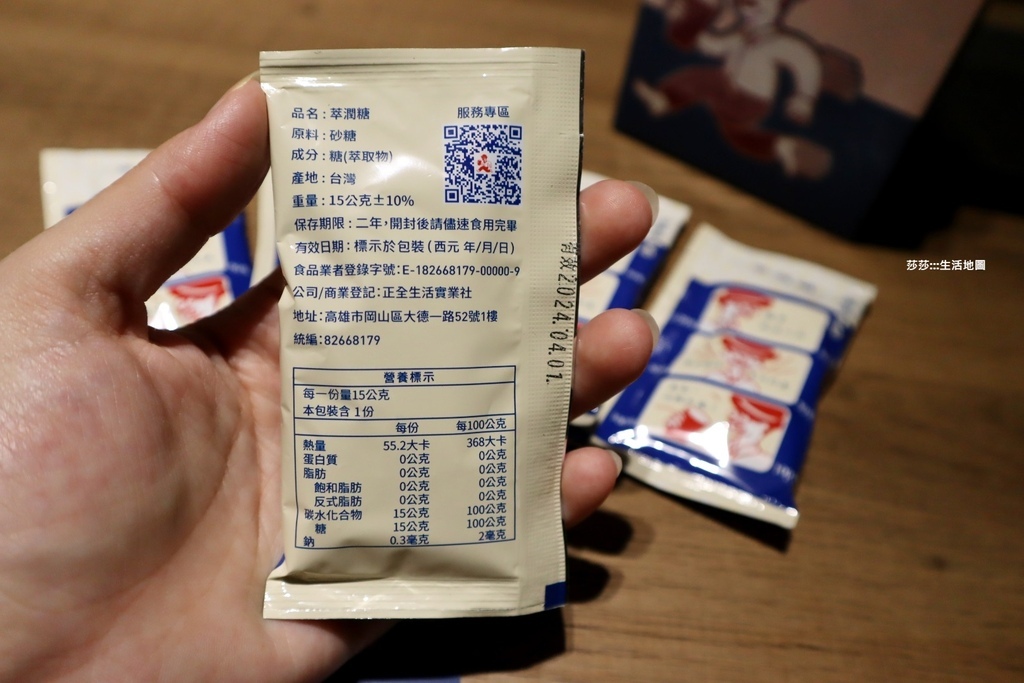 品名：萃潤糖
服務專區
原料：砂糖
成分：糖(萃取物)
產地：台灣
重量：15公克±10%
保存期限：二年，開封後請儘速食用完畢
有效日期：標示於包裝(西元 年/月/日)
食品業者登錄字號：E-182668179-00000-9
公司/商業登記：正全生活實業社
地址：高雄市岡山區大德一路52號1樓
統編：82668179
有效2024.04.01.
營養標示
每一份量15公克
本包裝含 1份
每份 每100公克
熱量 55.2大卡 368大卡
蛋白質 0公克 0公克
脂肪 0公克 0公克
飽和脂肪 0公克 0公克
反式脂肪 0公克 0公克
碳水化合物 15公克 100公克
糖 15公克 100公克
鈉 0.3毫克 2毫克
莎莎:::生活地圖